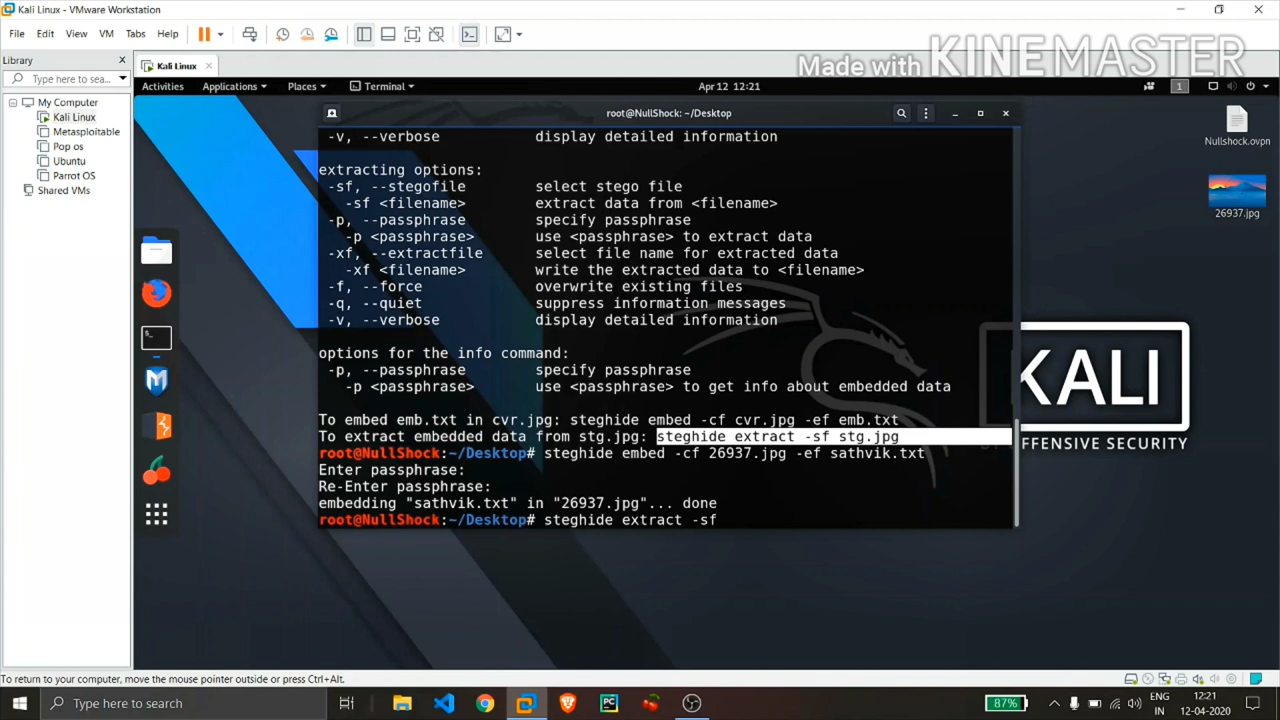 Kali Linux - VMware Workstation
File Edit View VM Tabs Help
Made with KINEMASTER
Library
Type here to sea...
My Computer
Kali Linux
Metasploitable
Pop os
Ubuntu
Parrot OS
Shared VMs
Kali Linux
Activities Applications Places Terminal Apr 12 12:21 1
root@NullShock: ~/Desktop
-v, --verbose display detailed information
extracting options:
-sf, --stegofile select stego file
-sf <filename> extract data from <filename>
-p, --passphrase specify passphrase
-p <passphrase> use <passphrase> to extract data
-xf, --extractfile select file name for extracted data
-xf <filename> write the extracted data to <filename>
-f, --force overwrite existing files
-q, --quiet suppress information messages
-v, --verbose display detailed information
options for the info command:
-p, --passphrase specify passphrase
-p <passphrase> use <passphrase> to get info about embedded data
To embed emb.txt in cvr.jpg: steghide embed -cf cvr.jpg -ef emb.txt
To extract embedded data from stg.jpg: steghide extract -sf stg.jpg
root@NullShock:~/Desktop# steghide embed -cf 26937.jpg -ef sathvik.txt
Enter passphrase:
Re-Enter passphrase:
embedding "sathvik.txt" in "26937.jpg"... done
root@NullShock:~/Desktop# steghide extract -sf
Nullshock.ovpn
26937.jpg
KALI
OFFENSIVE SECURITY
To return to your computer, move the mouse pointer outside or press Ctrl+Alt.
Type here to search
PC
87%
ENG
IN
12:21
12-04-2020